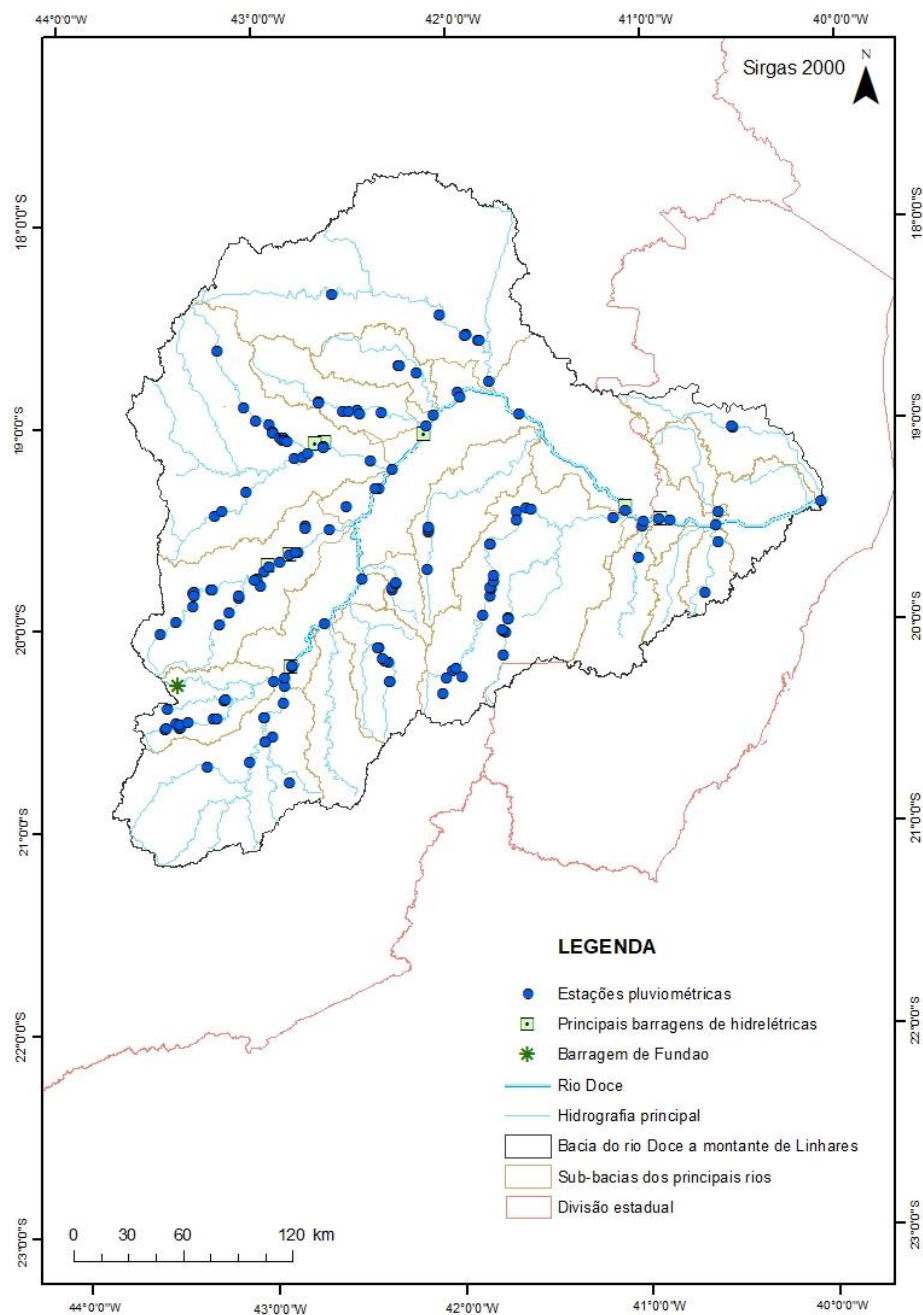 44°0'0"W 43°0'0"W 42°0'0"W 41°0'0"W 40°0'0"W
Sirgas 2000
N
18°0'0"S
18°0'0"S
19°0'0"S
19°0'0"S
20°0'0"S
20°0'0"S
21°0'0"S
21°0'0"S
22°0'0"S
22°0'0"S
23°0'0"S
23°0'0"S
LEGENDA
Estações pluviométricas
Principais barragens de hidrelétricas
Barragem de Fundao
Rio Doce
Hidrografia principal
Bacia do rio Doce a montante de Linhares
Sub-bacias dos principais rios
Divisão estadual
0 30 60 120 km
44°0'0"W 43°0'0"W 42°0'0"W 41°0'0"W 40°0'0"W